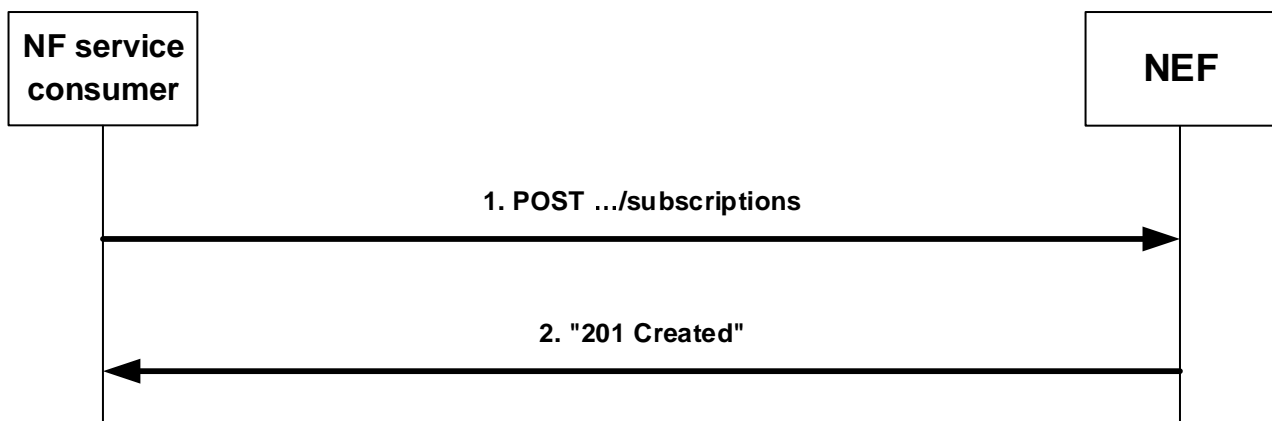 NF service
consumer
NEF
1. POST .../subscriptions
2. "201 Created"